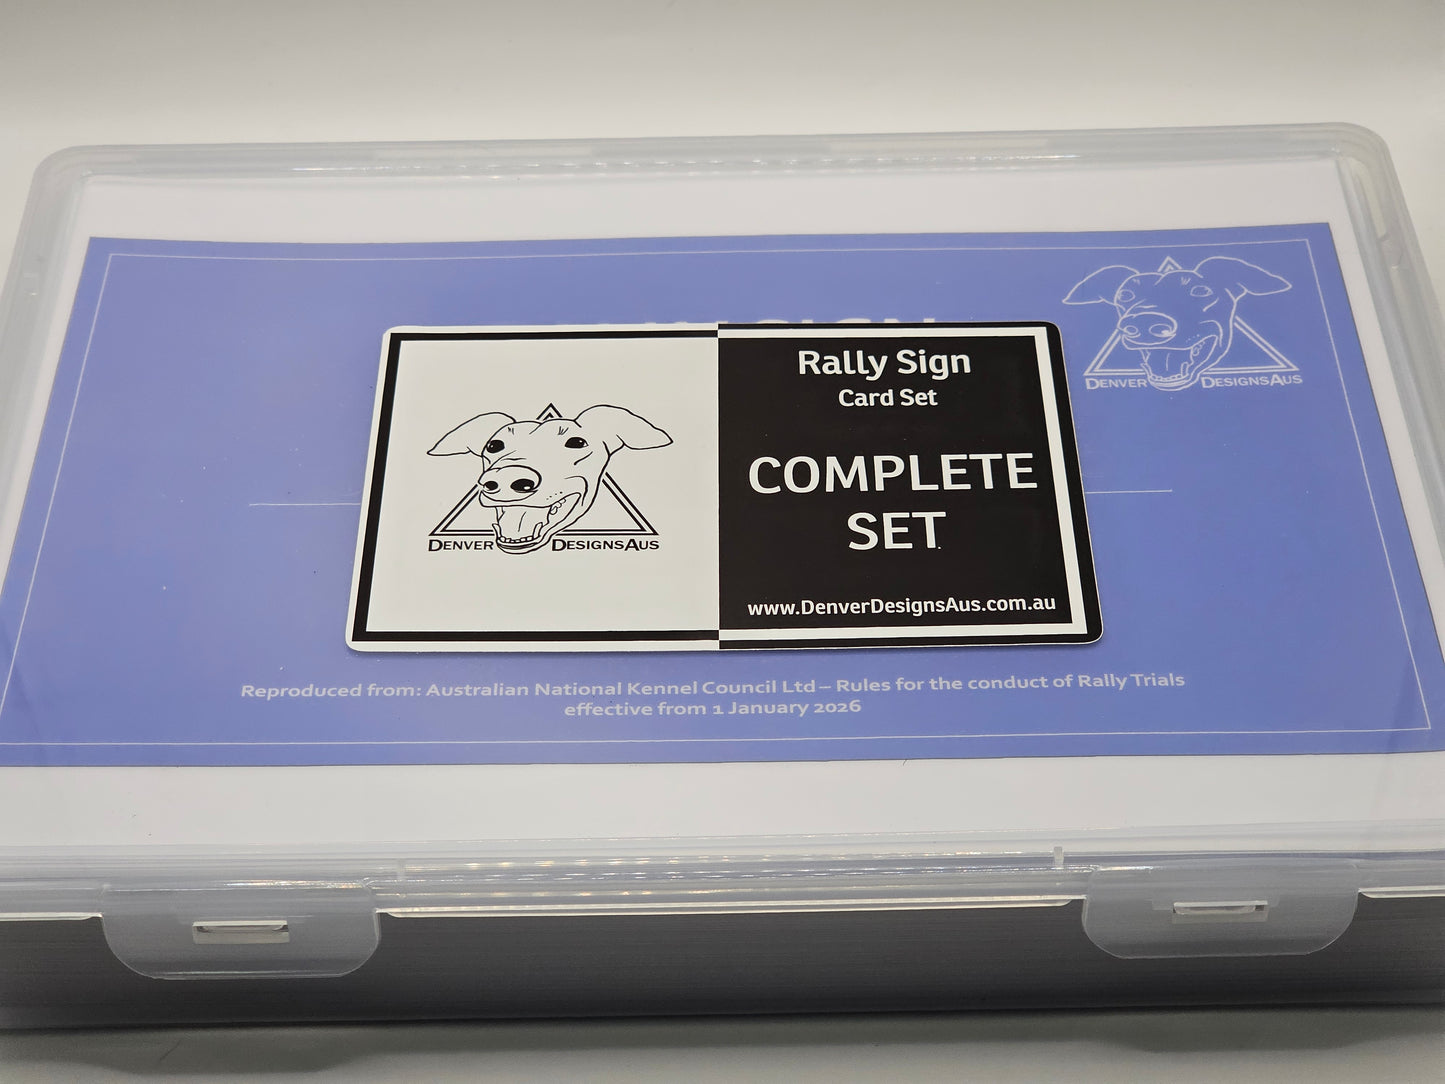 SIGN
DENVER DESIGNSAUS
Rally Sign
Card Set
COMPLETE
SET
www.DenverDesignsAus.com.au
DENVER DESIGNSAUS
Reproduced from: Australian National Kennel Council Ltd – Rules for the conduct of Rally Trials
effective from 1 January 2026